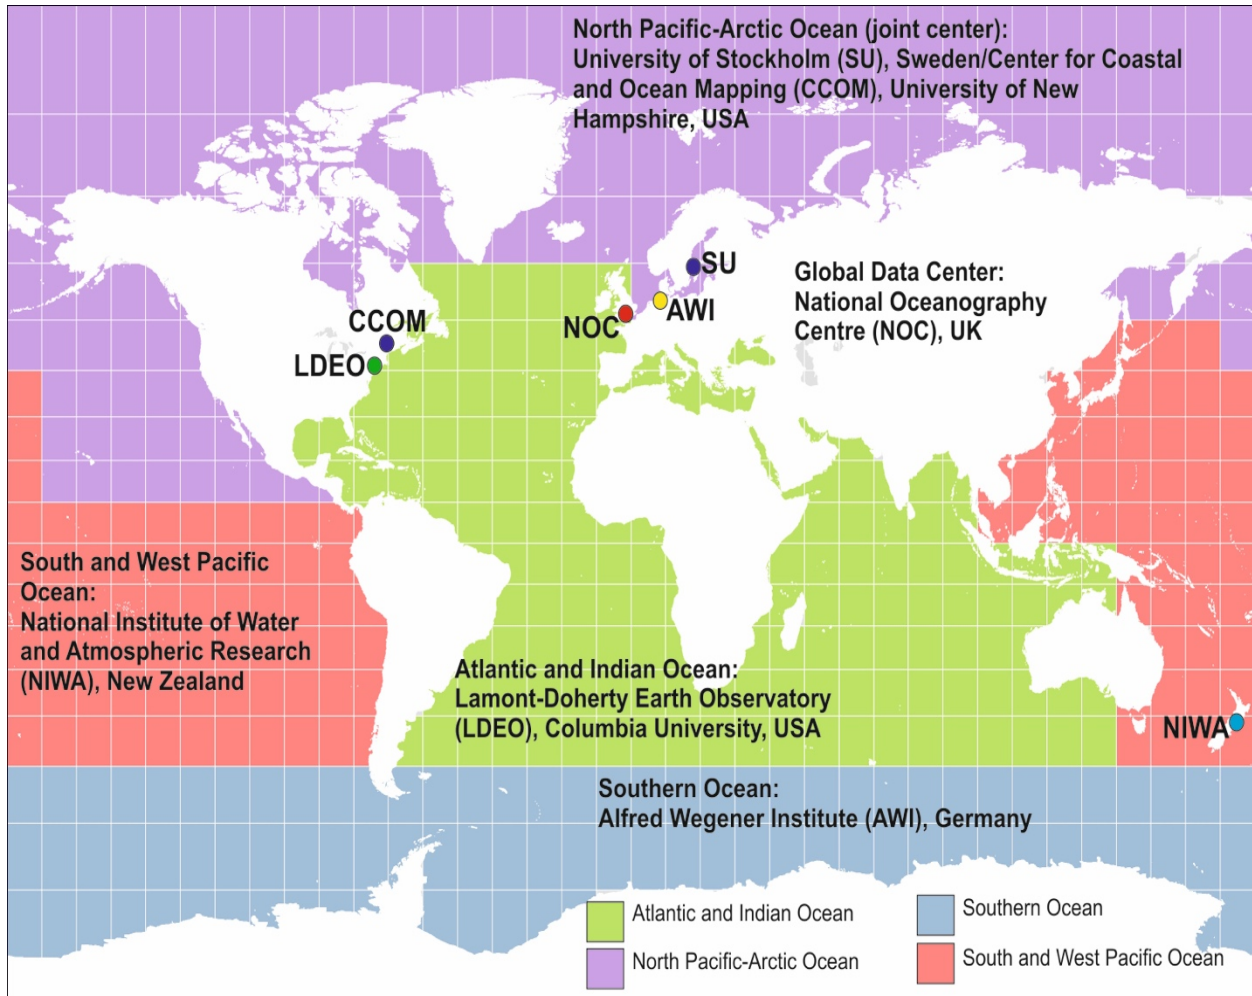 North Pacific-Arctic Ocean (joint center):
University of Stockholm (SU), Sweden/Center for Coastal
and Ocean Mapping (CCOM), University of New
Hampshire, USA
SU
Global Data Center:
National Oceanography
Centre (NOC), UK
AWI
NOC
CCOM
LDEO
South and West Pacific
Ocean:
National Institute of Water
and Atmospheric Research
(NIWA), New Zealand
Atlantic and Indian Ocean:
Lamont-Doherty Earth Observatory
(LDEO), Columbia University, USA
NIWA
Southern Ocean:
Alfred Wegener Institute (AWI), Germany
Atlantic and Indian Ocean
North Pacific-Arctic Ocean
Southern Ocean
South and West Pacific Ocean